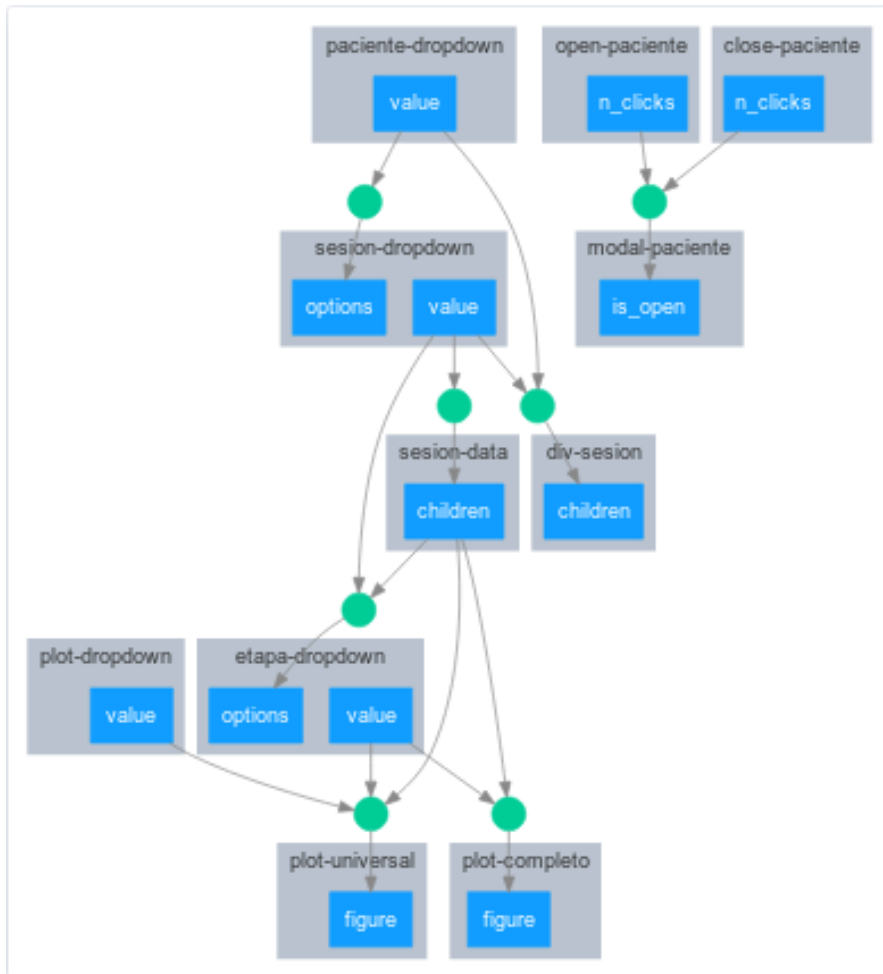 paciente-dropdown
value
open-paciente
n_clicks
close-paciente
n_clicks
sesion-dropdown
options
value
modal-paciente
is_open
sesion-data
children
div-sesion
children
plot-dropdown
value
etapa-dropdown
options
value
plot-universal
figure
plot-completo
figure